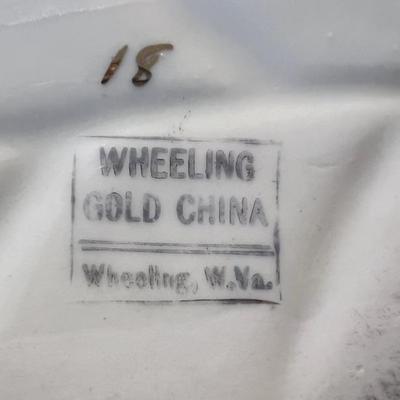 18
WHEELING
GOLD CHINA
Wheeling, W.Va.